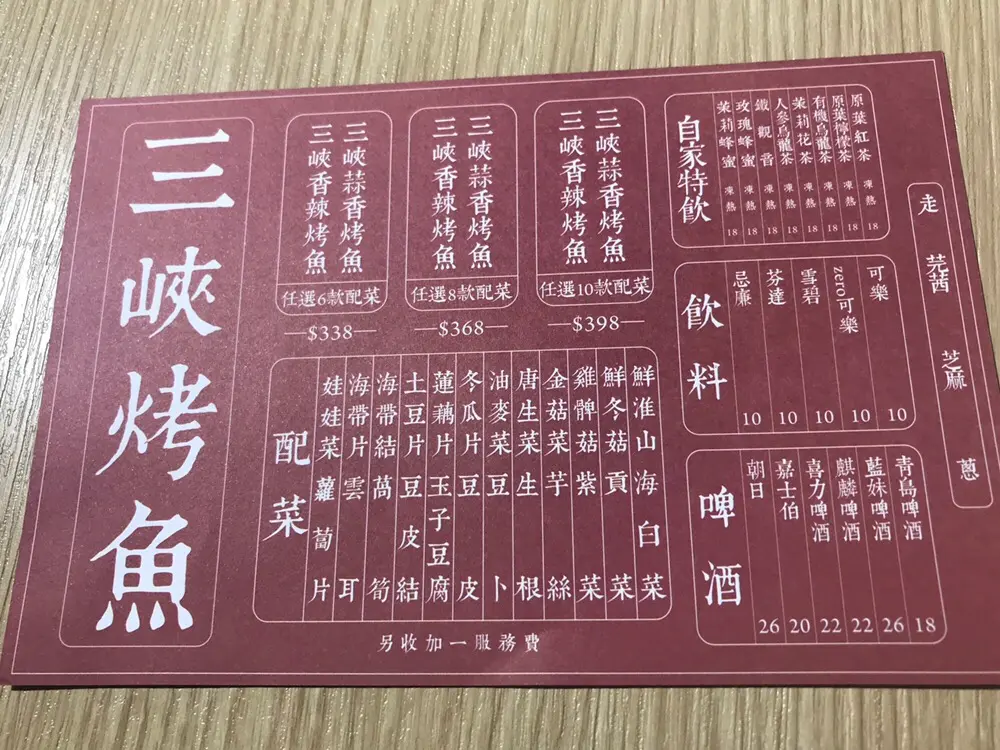 三峽烤魚
三峽蒜香烤魚
三峽香辣烤魚
任選6款配菜
$338
三峽蒜香烤魚
三峽香辣烤魚
任選8款配菜
$368
三峽蒜香烤魚
三峽香辣烤魚
任選10款配菜
$398
配菜
鮮淮山 海白菜
鮮冬菇 貢菜
雞髀菇 紫菜
金菇菜 芋絲
唐生菜 生根
油麥菜 豆卜
冬瓜片 豆皮
蓮藕片 玉子豆腐
土豆片 豆皮結
海帶結 萵筍
海帶片 雲耳
娃娃菜 蘿蔔片
另收加一服務費
自家特飲
原葉紅茶 凍熱 18
原葉檸檬茶 凍熱 18
有機烏龍茶 凍熱 18
茉莉花茶 凍熱 18
人參烏龍茶 凍熱 18
鐵觀音 凍熱 18
玫瑰蜂蜜 凍熱 18
茉莉蜂蜜 凍熱 18
飲料
可樂 10
zero可樂 10
雪碧 10
芬達 10
忌廉 10
啤酒
青島啤酒 18
藍妹啤酒 26
麒麟啤酒 22
喜力啤酒 22
嘉士伯 20
朝日 26
走 芫茜 芝麻 蔥